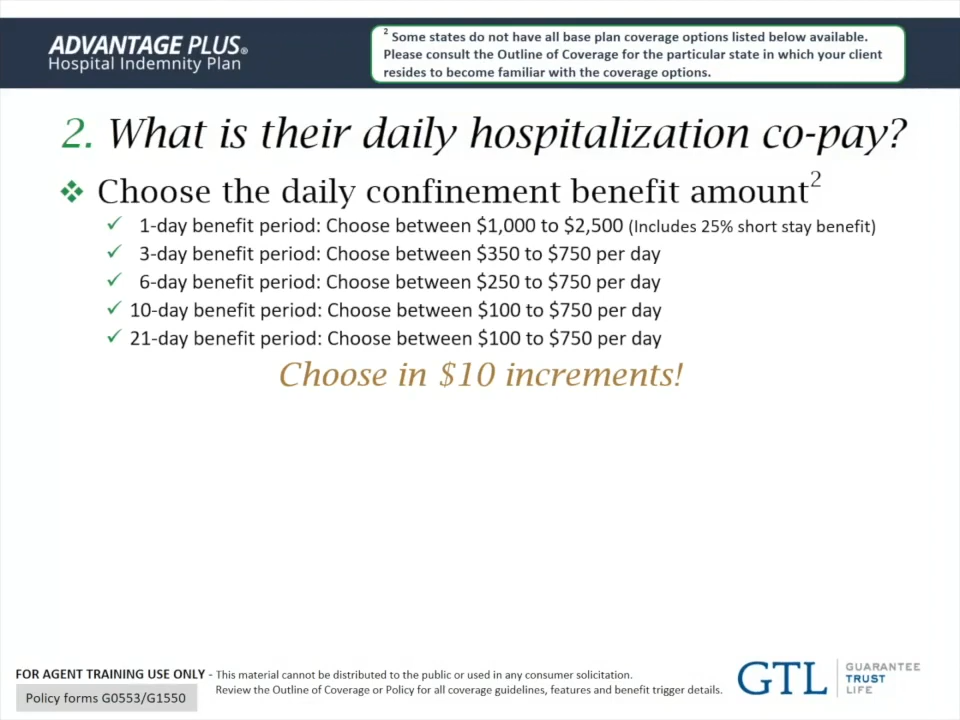 ADVANTAGE PLUS®
Hospital Indemnity Plan
2 Some states do not have all base plan coverage options listed below available.
Please consult the Outline of Coverage for the particular state in which your client
resides to become familiar with the coverage options.
2. What is their daily hospitalization co-pay?
❖ Choose the daily confinement benefit amount2
✓ 1-day benefit period: Choose between $1,000 to $2,500 (Includes 25% short stay benefit)
✓ 3-day benefit period: Choose between $350 to $750 per day
✓ 6-day benefit period: Choose between $250 to $750 per day
✓ 10-day benefit period: Choose between $100 to $750 per day
✓ 21-day benefit period: Choose between $100 to $750 per day
Choose in $10 increments!
FOR AGENT TRAINING USE ONLY - This material cannot be distributed to the public or used in any consumer solicitation.
Review the Outline of Coverage or Policy for all coverage guidelines, features and benefit trigger details.
Policy forms G0553/G1550
GTL
GUARANTEE
TRUST
LIFE